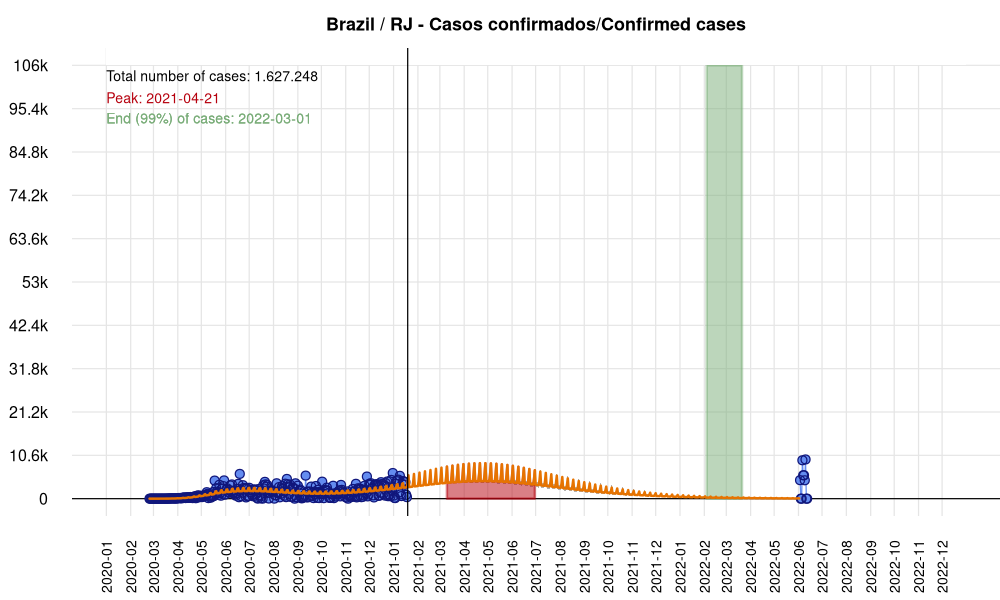 Brazil / RJ - Casos confirmados/Confirmed cases
106k
Total number of cases: 1.627.248
Peak: 2021-04-21
End (99%) of cases: 2022-03-01
95.4k
84.8k
74.2k
63.6k
53k
42.4k
31.8k
21.2k
10.6k
0
2020-01
2020-02
2020-03
2020-04
2020-05
2020-06
2020-07
2020-08
2020-09
2020-10
2020-11
2020-12
2021-01
2021-02
2021-03
2021-04
2021-05
2021-06
2021-07
2021-08
2021-09
2021-10
2021-11
2021-12
2022-01
2022-02
2022-03
2022-04
2022-05
2022-06
2022-07
2022-08
2022-09
2022-10
2022-11
2022-12